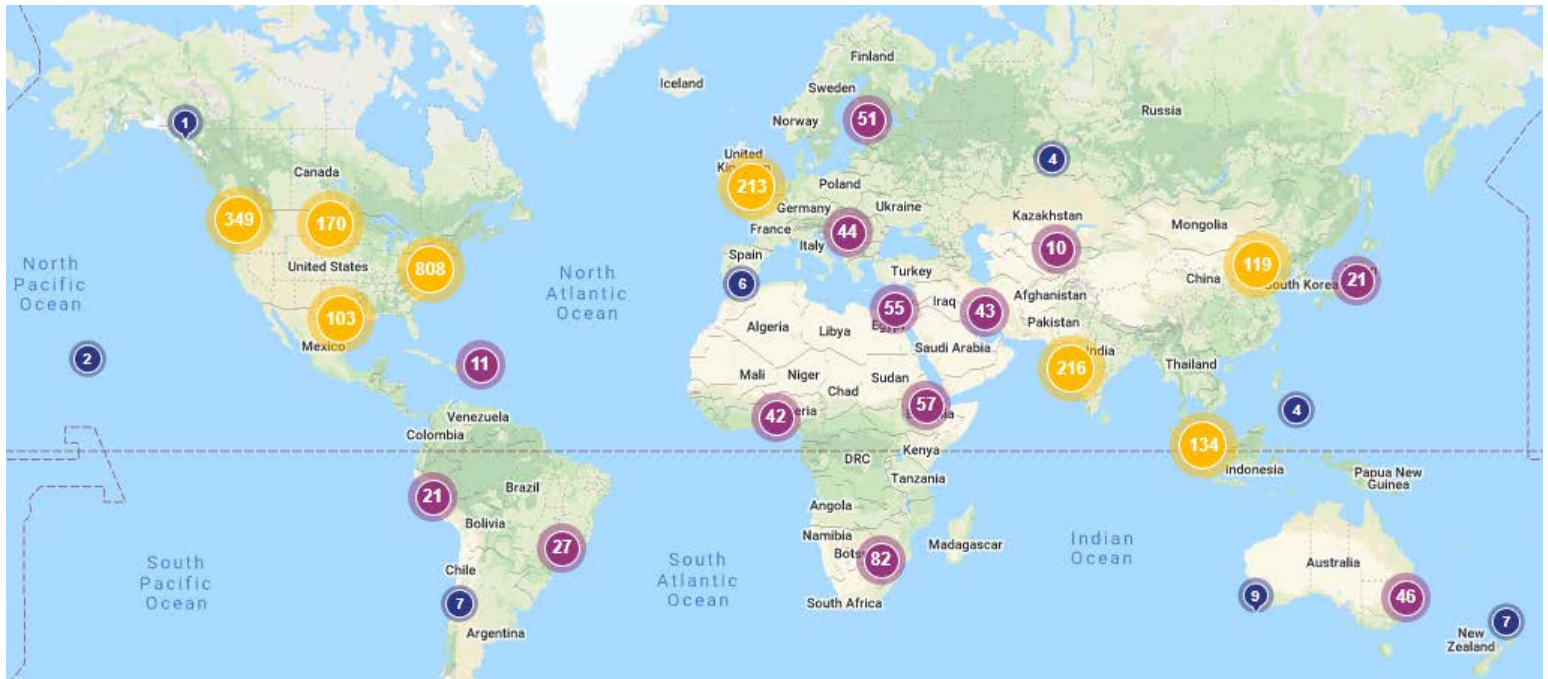 Finland
Iceland
Sweden
Russia
Norway
51
1
4
United
Canada
213
Poland
Germany
Ukraine
349
170
Kazakhstan
Mongolia
France
44
Italy
10
Spain
North
Pacific
Ocean
United States
808
North
Atlantic
Ocean
6
Turkey
China
119
South Korea
21
Iraq
Afghanistan
103
55
43
Algeria
Libya
Pakistan
Mexico
Saudi Arabia
2
11
Mali
Niger
Chad
Sudan
216
Thailand
Venezuela
42
57
4
Colombia
DRC
Kenya
134
Indonesia
Papua New
Guinea
Tanzania
21
Brazil
Angola
Bolivia
Namibia
27
82
Madagascar
Indian
Ocean
Australia
South
Pacific
Ocean
Chile
South
Atlantic
Ocean
7
South Africa
9
46
7
Argentina
New
Zealand